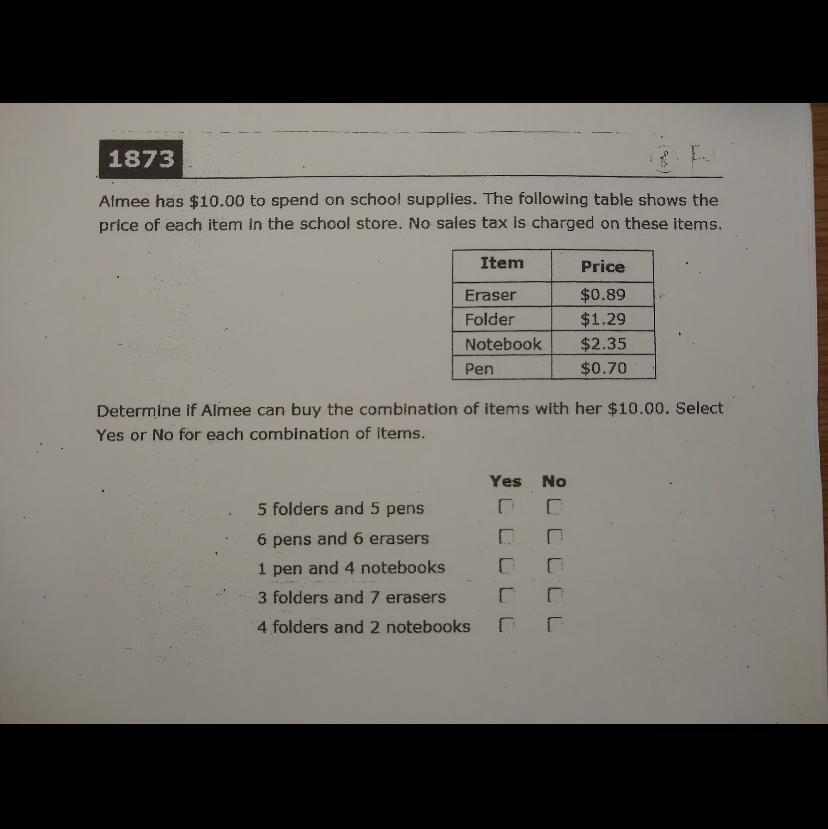 1873
Aimee has $10.00 to spend on school supplies. The following table shows the
price of each item in the school store. No sales tax is charged on these items.
Item Price
Eraser $0.89
Folder $1.29
Notebook $2.35
Pen $0.70
Determine if Aimee can buy the combination of items with her $10.00. Select
Yes or No for each combination of items.
Yes No
5 folders and 5 pens
6 pens and 6 erasers
1 pen and 4 notebooks
3 folders and 7 erasers
4 folders and 2 notebooks